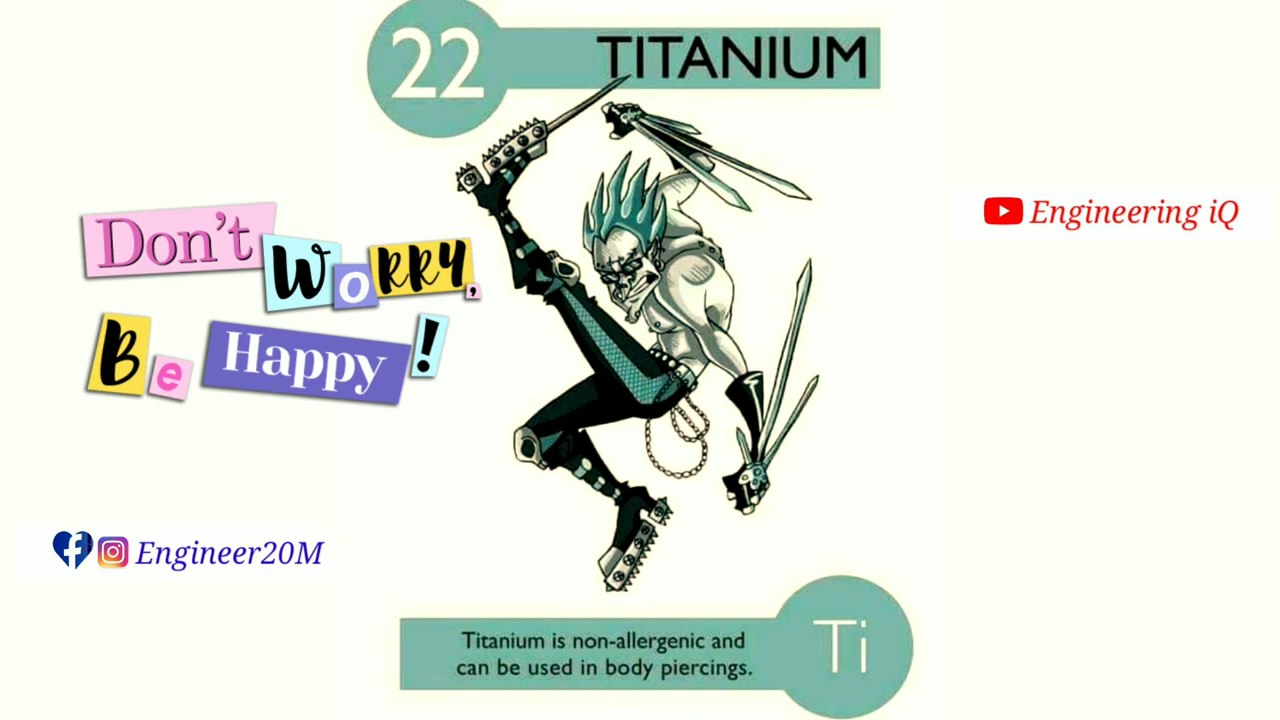 22 TITANIUM
Don't Worry,
Be Happy!
Engineering iQ
Engineer20M
Titanium is non-allergenic and
can be used in body piercings.
Ti